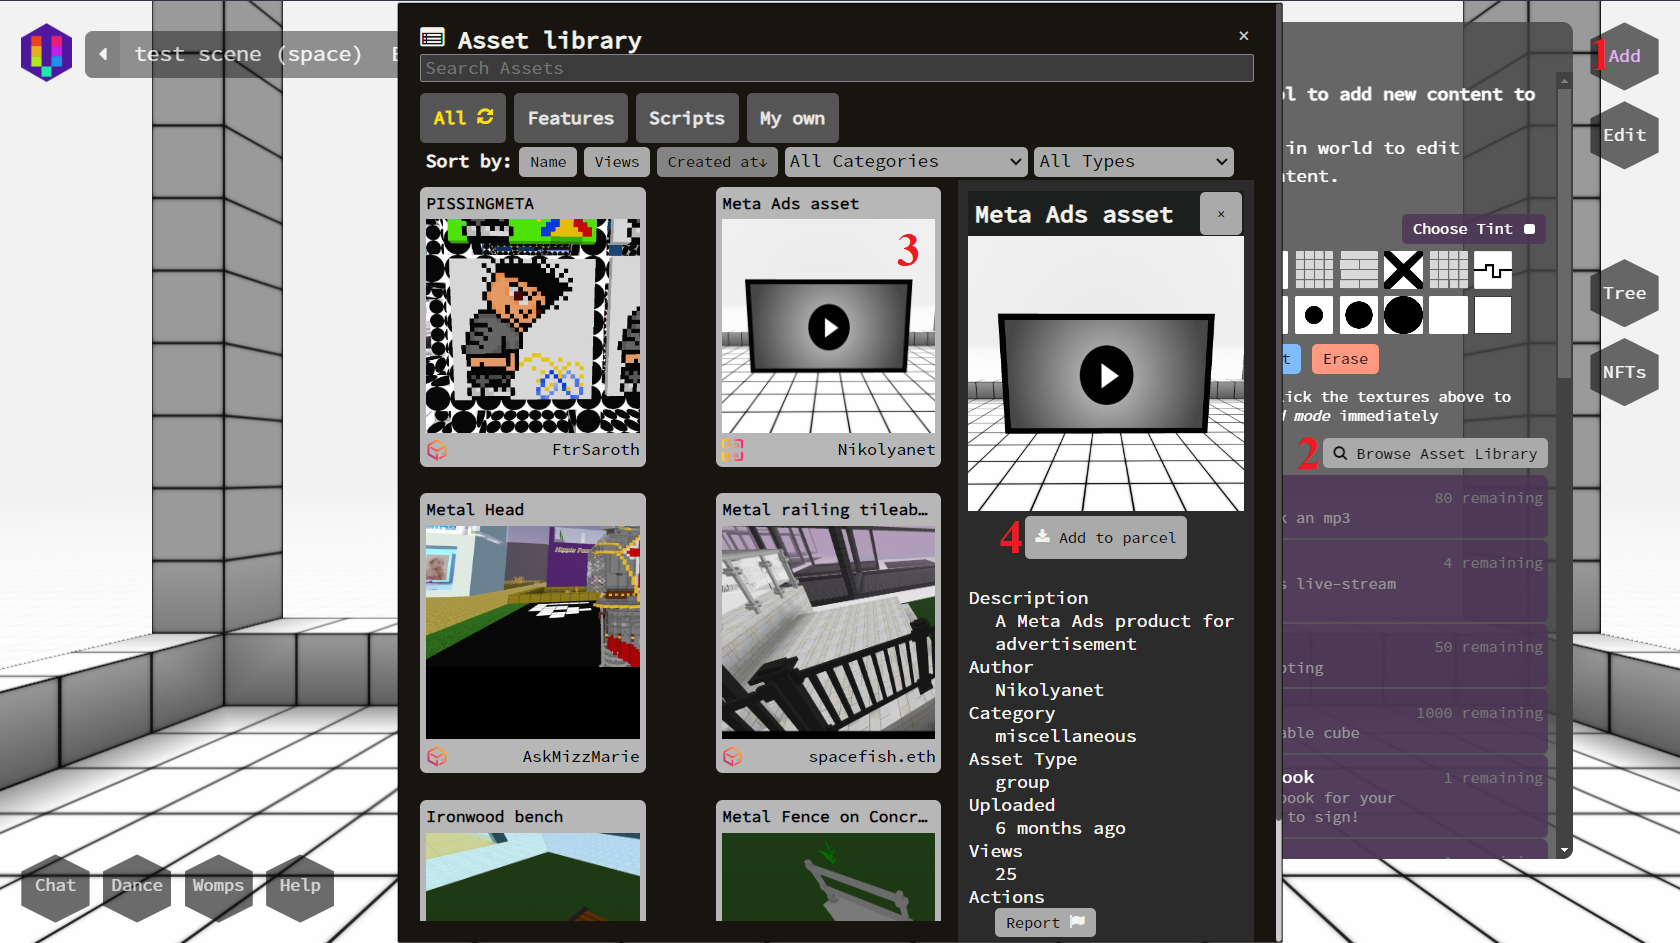 test scene (space)
Asset library
×
Search Assets
All
Features
Scripts
My own
Sort by:
Name
Views
Created at↓
All Categories
All Types
PISSINGMETA
FtrSaroth
Meta Ads asset
3
Nikolyanet
Metal Head
Hippie
AskMizzMarie
Metal railing tileab…
spacefish.eth
Ironwood bench
Metal Fence on Concr…
Meta Ads asset
×
4
Add to parcel
Description
A Meta Ads product for
advertisement
Author
Nikolyanet
Category
miscellaneous
Asset Type
group
Uploaded
6 months ago
Views
25
Actions
Report
to add new content to
in world to edit
Choose Tint
Erase
the textures above to
mode immediately
2
Browse Asset Library
80 remaining
an mp3
4 remaining
live-stream
50 remaining
1000 remaining
cube
1 remaining
for your
to sign!
1
Add
Edit
Tree
NFTs
Chat
Dance
Womps
Help